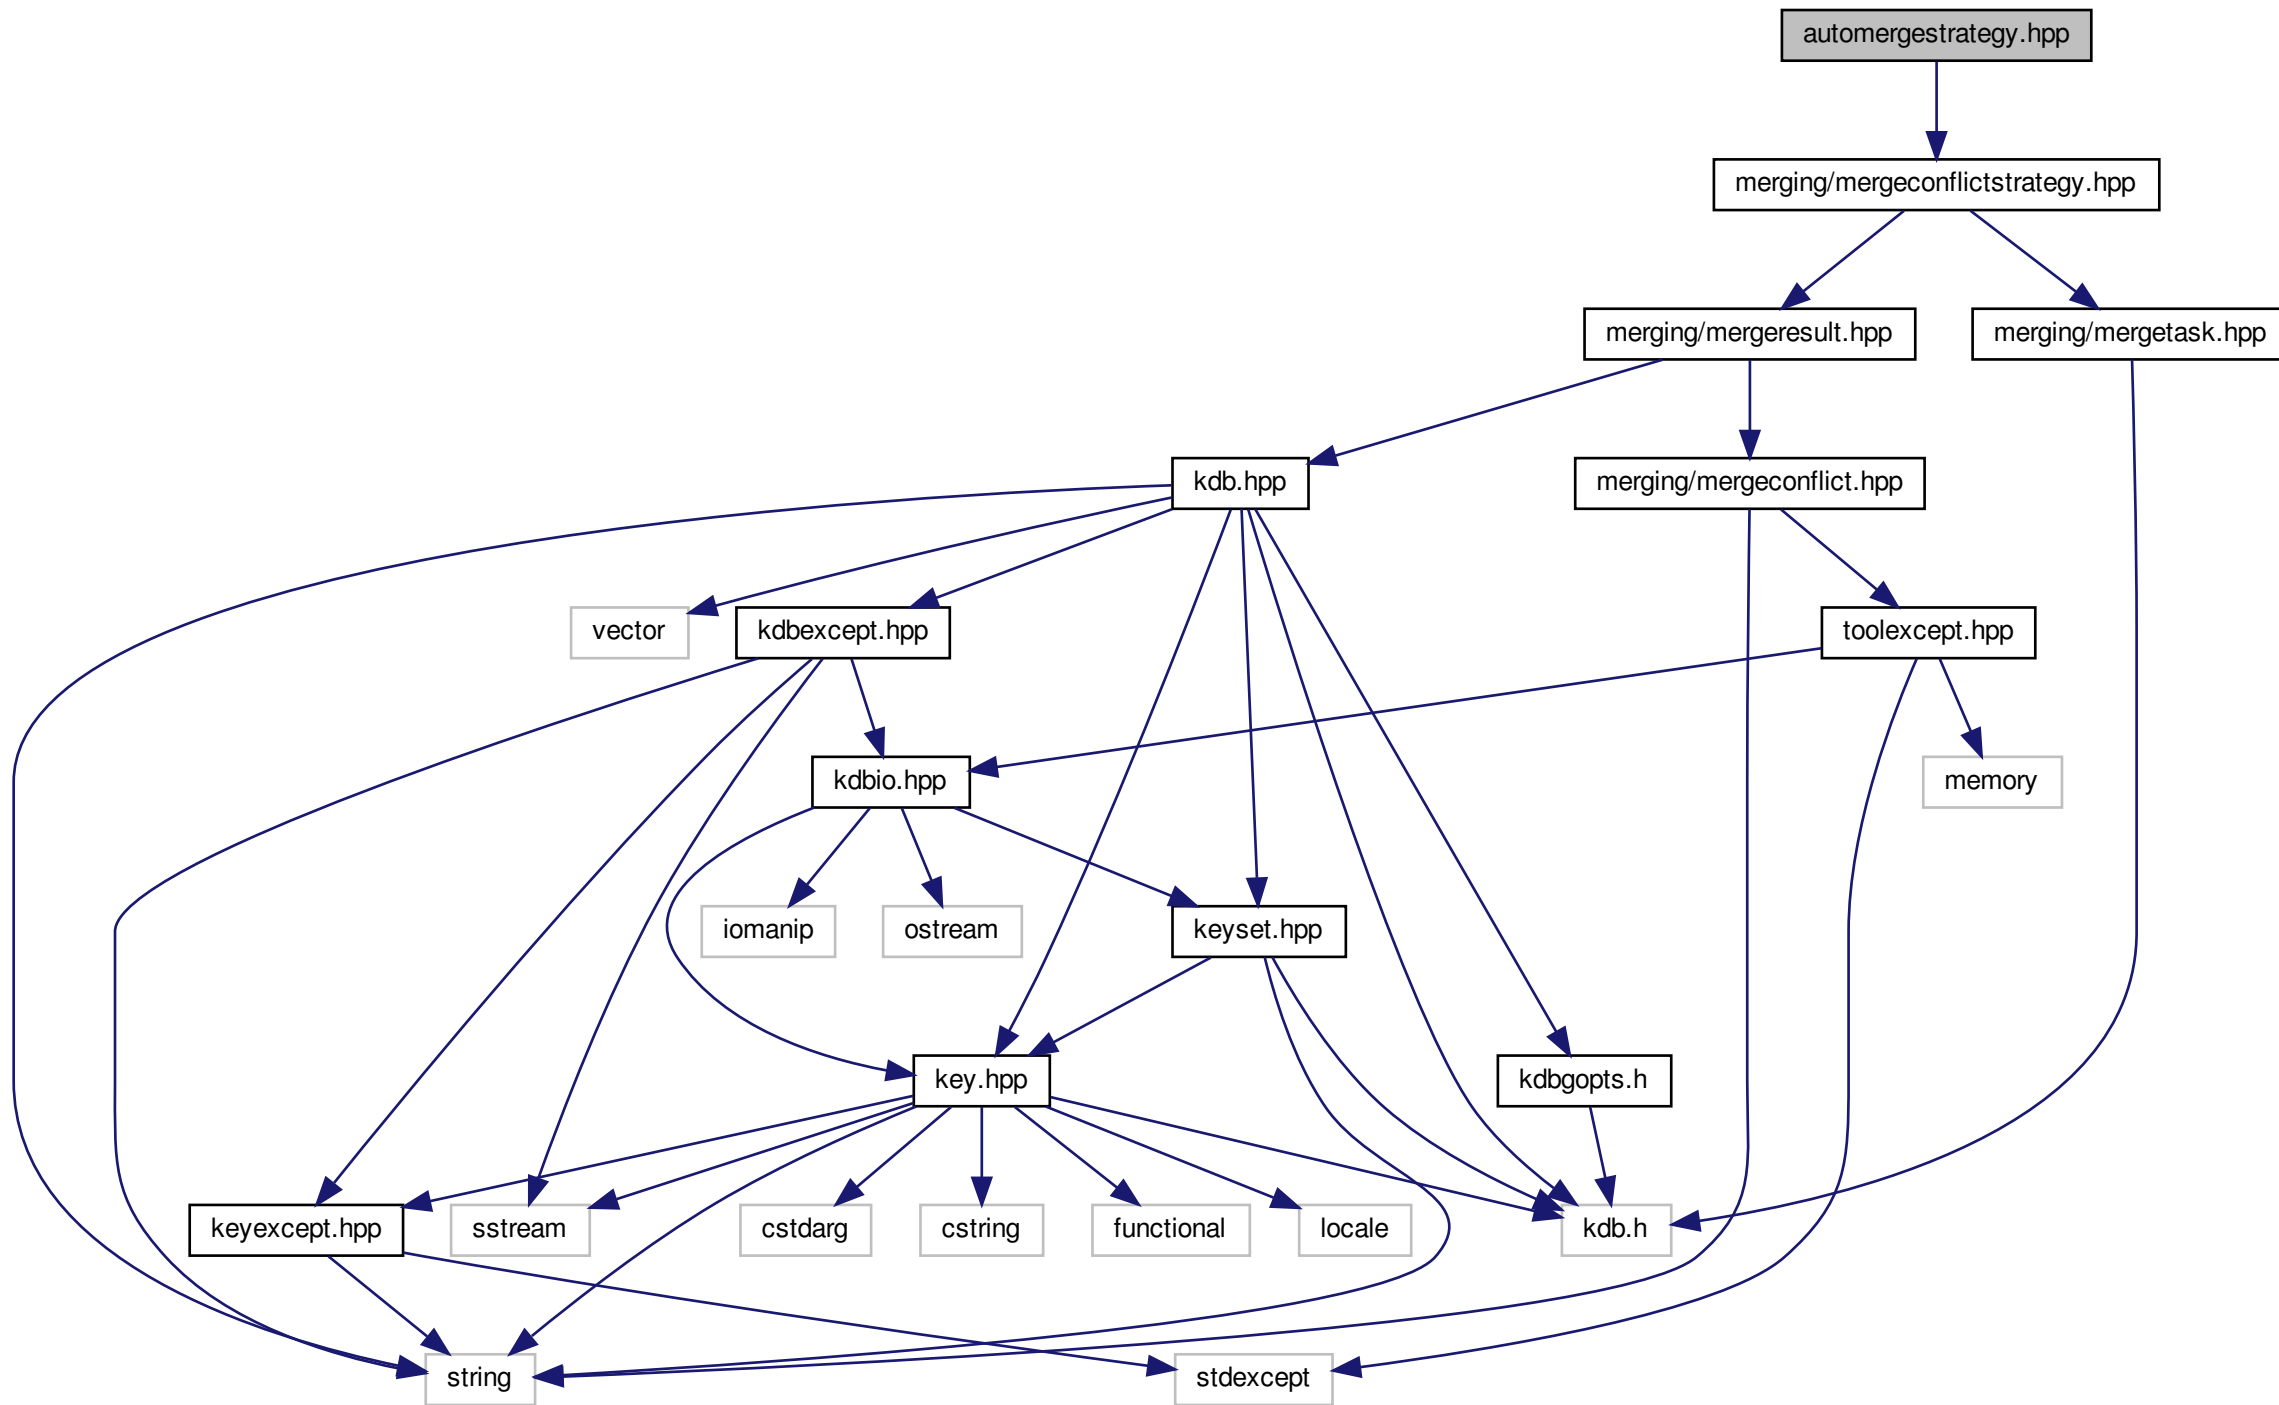 automergestrategy.hpp
merging/mergeconflictstrategy.hpp
merging/mergeresult.hpp
merging/mergetask.hpp
kdb.hpp
merging/mergeconflict.hpp
vector
kdbexcept.hpp
toolexcept.hpp
kdbio.hpp
memory
iomanip
ostream
keyset.hpp
key.hpp
kdbgopts.h
keyexcept.hpp
sstream
cstdarg
cstring
functional
locale
kdb.h
string
stdexcept